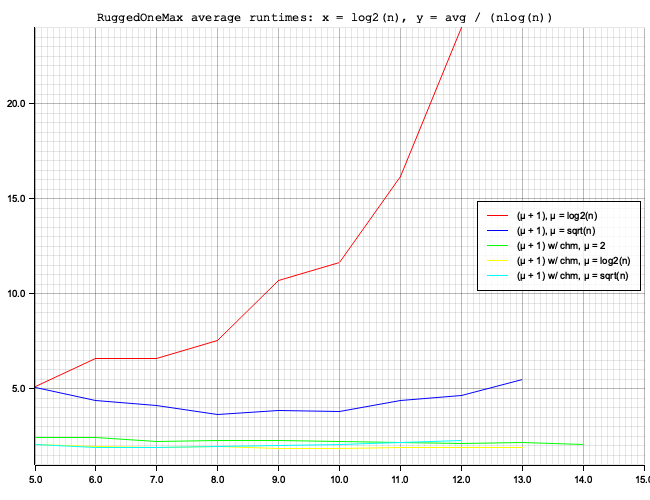 RuggedOneMax average runtimes: x = log2(n), y = avg / (nlog(n))
20.0
15.0
10.0
5.0
(μ + 1), μ = log2(n)
(μ + 1), μ = sqrt(n)
(μ + 1) w/ chm, μ = 2
(μ + 1) w/ chm, μ = log2(n)
(μ + 1) w/ chm, μ = sqrt(n)
5.0 6.0 7.0 8.0 9.0 10.0 11.0 12.0 13.0 14.0 15.0